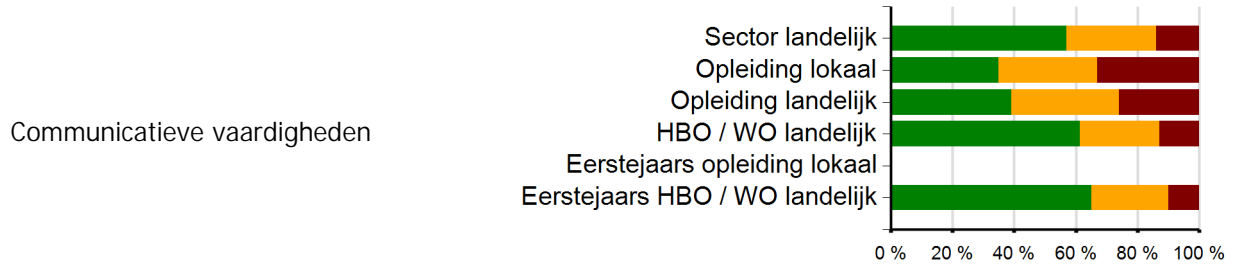 Communicatieve vaardigheden
Sector landelijk
Opleiding lokaal
Opleiding landelijk
HBO / WO landelijk
Eerstejaars opleiding lokaal
Eerstejaars HBO / WO landelijk
0 % 20 % 40 % 60 % 80 % 100 %